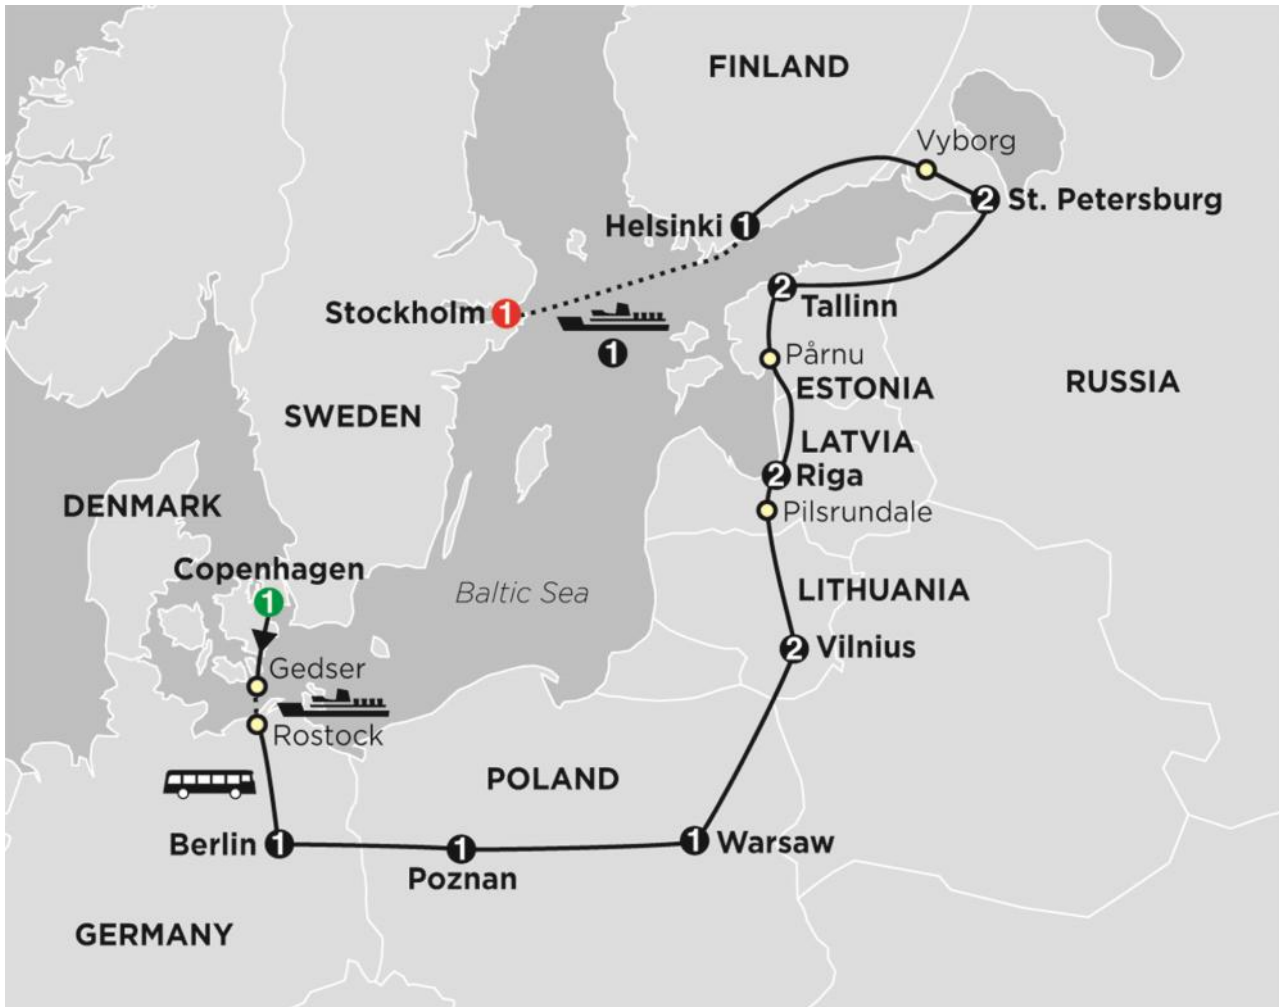 FINLAND
Vyborg
2 St. Petersburg
Helsinki 1
2
Tallinn
Stockholm 1
1
Pårnu
ESTONIA
RUSSIA
SWEDEN
LATVIA
2 Riga
Pilsrundale
DENMARK
Copenhagen
1
Baltic Sea
LITHUANIA
2 Vilnius
Gedser
Rostock
POLAND
Berlin 1
1
Poznan
1 Warsaw
GERMANY